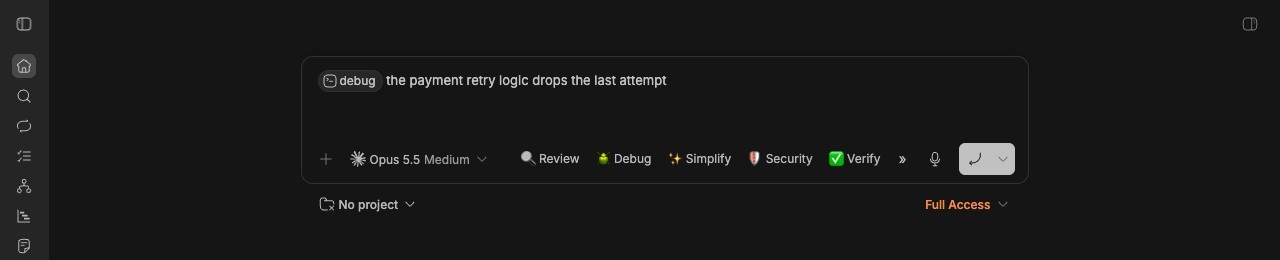 debug the payment retry logic drops the last attempt
Opus 5.5 Medium Review Debug Simplify Security Verify »
No project Full Access